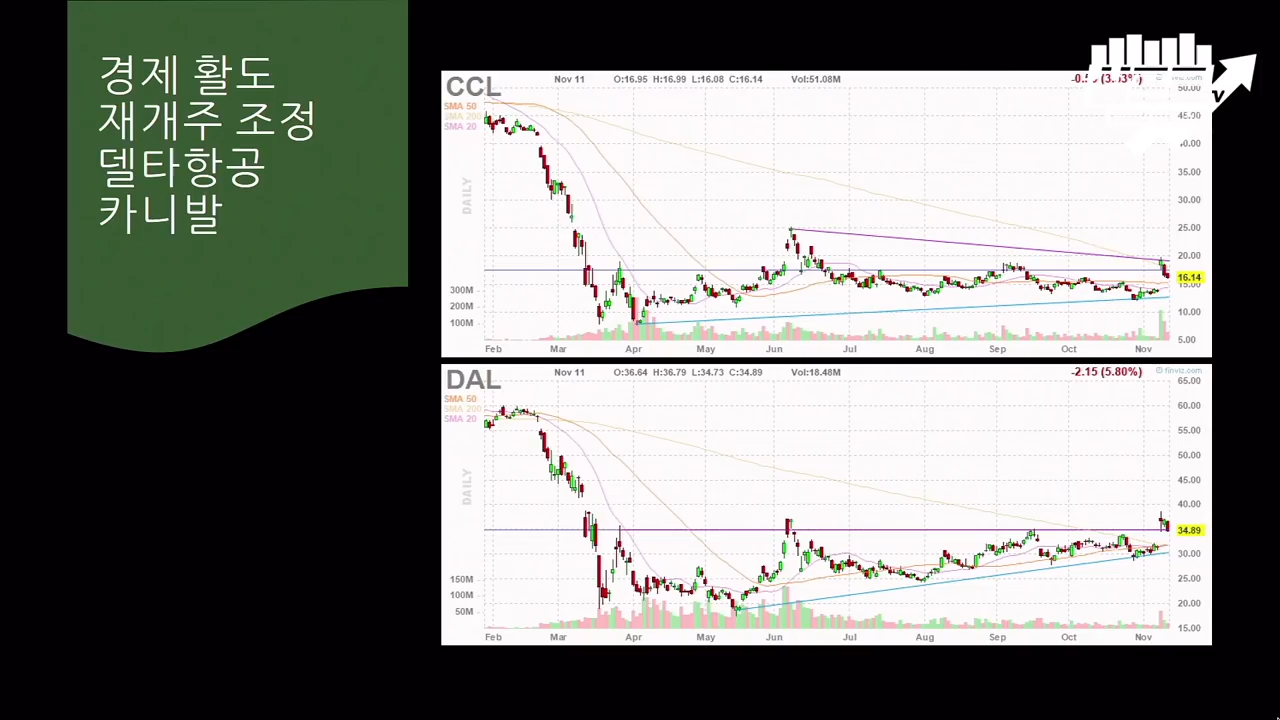 경제 활도
재개주 조정
델타항공
카니발
CCL
Nov 11 O:16.95 H:16.99 L:16.08 C:16.14 Vol:51.08M
SMA 50
SMA 200
SMA 20
DAILY
50.00
45.00
40.00
35.00
30.00
25.00
20.00
16.14
15.00
10.00
5.00
300M
200M
100M
Feb Mar Apr May Jun Jul Aug Sep Oct Nov
DAL
Nov 11 O:36.64 H:36.79 L:34.73 C:34.89 Vol:18.48M -2.15 (5.80%) © finviz.com
SMA 50
SMA 200
SMA 20
DAILY
65.00
60.00
55.00
50.00
45.00
40.00
34.89
30.00
25.00
20.00
15.00
150M
100M
50M
Feb Mar Apr May Jun Jul Aug Sep Oct Nov